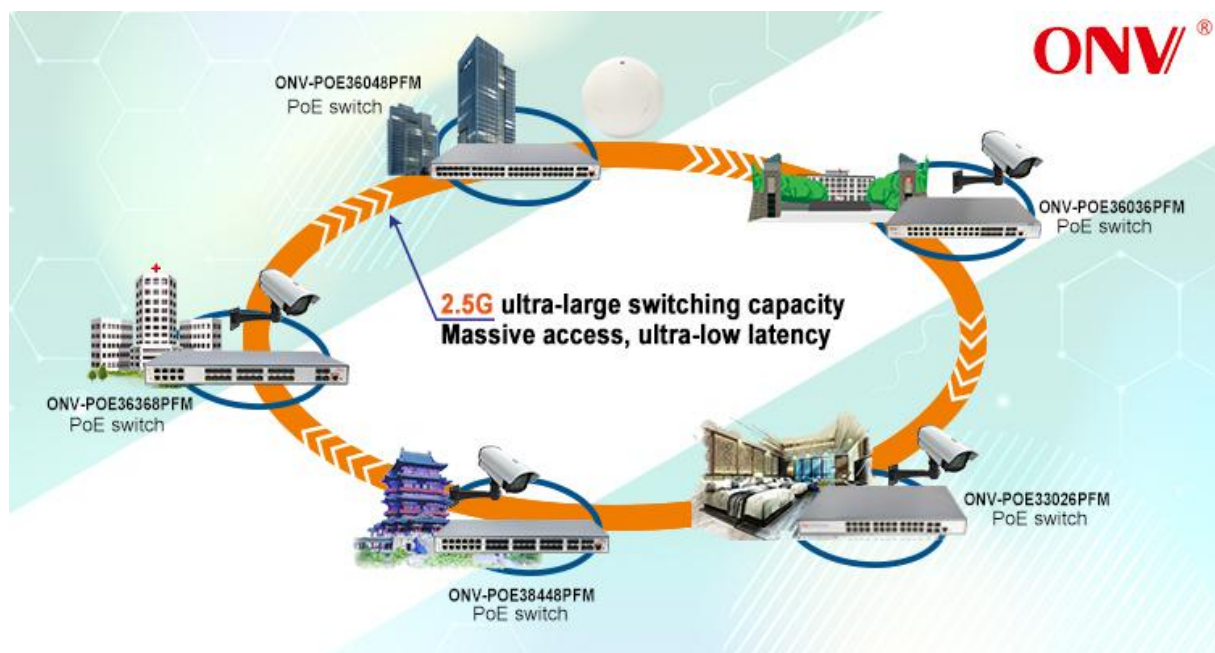 ONV®
ONV-POE36048PFM
PoE switch
ONV-POE36036PFM
PoE switch
2.5G ultra-large switching capacity
Massive access, ultra-low latency
ONV-POE36368PFM
PoE switch
ONV-POE33026PFM
PoE switch
ONV-POE38448PFM
PoE switch